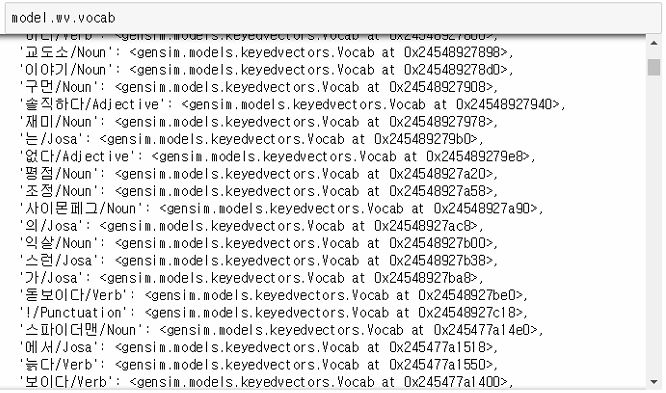 model.wv.vocab
'교도소/Noun': <gensim.models.keyedvectors.Vocab at 0x24548927898>,
'이야기/Noun': <gensim.models.keyedvectors.Vocab at 0x245489278d0>,
'구먼/Noun': <gensim.models.keyedvectors.Vocab at 0x24548927908>,
'솔직하다/Adjective': <gensim.models.keyedvectors.Vocab at 0x24548927940>,
'재미/Noun': <gensim.models.keyedvectors.Vocab at 0x24548927978>,
'는/Josa': <gensim.models.keyedvectors.Vocab at 0x245489279b0>,
'없다/Adjective': <gensim.models.keyedvectors.Vocab at 0x245489279e8>,
'평점/Noun': <gensim.models.keyedvectors.Vocab at 0x24548927a20>,
'조정/Noun': <gensim.models.keyedvectors.Vocab at 0x24548927a58>,
'사이몬페그/Noun': <gensim.models.keyedvectors.Vocab at 0x24548927a90>,
'의/Josa': <gensim.models.keyedvectors.Vocab at 0x24548927ac8>,
'익살/Noun': <gensim.models.keyedvectors.Vocab at 0x24548927b00>,
'스런/Josa': <gensim.models.keyedvectors.Vocab at 0x24548927b38>,
'가/Josa': <gensim.models.keyedvectors.Vocab at 0x24548927ba8>,
'돋보이다/Verb': <gensim.models.keyedvectors.Vocab at 0x24548927be0>,
'!/Punctuation': <gensim.models.keyedvectors.Vocab at 0x24548927c18>,
'스파이더맨/Noun': <gensim.models.keyedvectors.Vocab at 0x245477a14e0>,
'에서/Josa': <gensim.models.keyedvectors.Vocab at 0x245477a1518>,
'늙다/Verb': <gensim.models.keyedvectors.Vocab at 0x245477a1550>,
'보이다/Verb': <gensim.models.keyedvectors.Vocab at 0x245477a1400>,